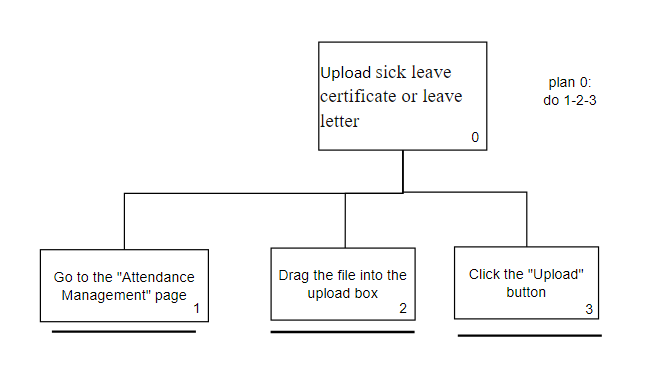 Upload sick leave
certificate or leave
letter
0
plan 0:
do 1-2-3
Go to the "Attendance
Management" page
1
Drag the file into the
upload box
2
Click the "Upload"
button
3